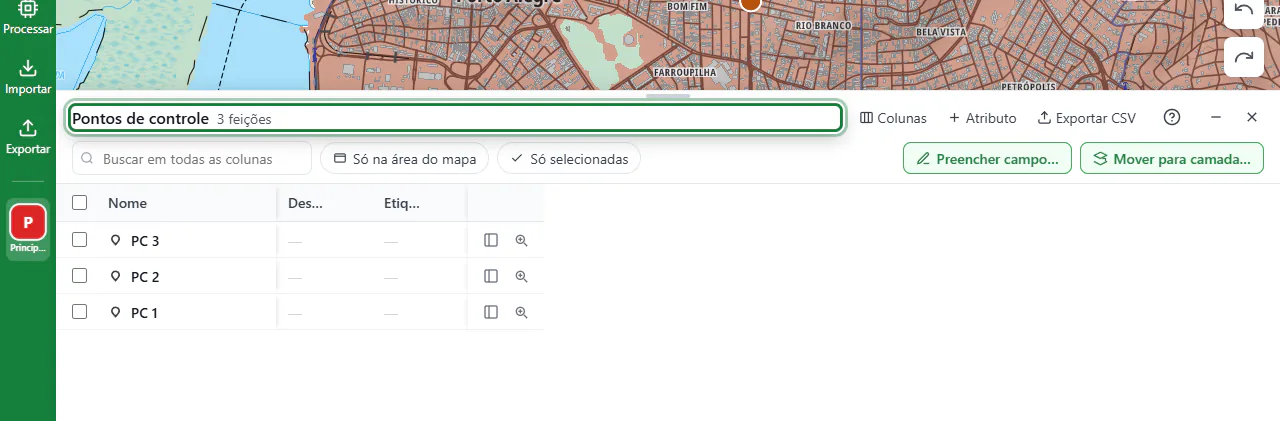 Processar
Importar
Exportar
P
Princip...
BOM FIM
RIO BRANCO
BELA VISTA
FARROUPILHA
PETRÓPOLIS
Pontos de controle 3 feições
Colunas
Atributo
Exportar CSV
Buscar em todas as colunas
Só na área do mapa
Só selecionadas
Preencher campo...
Mover para camada...
Nome Des... Etiq...
PC 3 — —
PC 2 — —
PC 1 — —